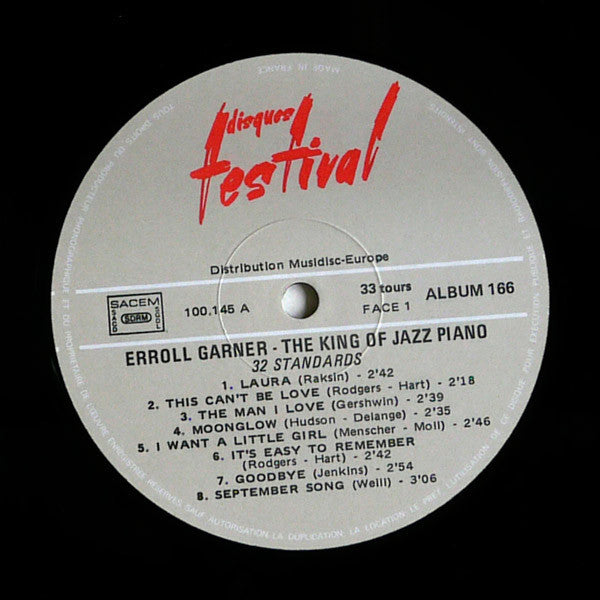 MADE IN FRANCE
disques
festival
Distribution Musidisc-Europe
SACEM
SACD SDRM SGDL
100.145 A
33 tours
FACE 1
ALBUM 166
ERROLL GARNER - THE KING OF JAZZ PIANO
32 STANDARDS
1. LAURA (Raksin) - 2'42
2. THIS CAN'T BE LOVE (Rodgers - Hart) - 2'18
3. THE MAN I LOVE (Gershwin) - 2'39
4. MOONGLOW (Hudson - Delange) - 2'35
5. I WANT A LITTLE GIRL (Menscher - Moll) - 2'46
6. IT'S EASY TO REMEMBER
(Rodgers - Hart) - 2'42
7. GOODBYE (Jenkins) - 2'54
8. SEPTEMBER SONG (Weill) - 3'06
TOUS DROITS DU PRODUCTEUR PHONOGRAPHIQUE ET DU PROPRIETAIRE DE L'ŒUVRE ENREGISTREE RESERVES. SAUF AUTORISATION, LA DUPLICATION, LA LOCATION, LE PRET, L'UTILISATION DE CE DISQUE POUR EXECUTION PUBLIQUE ET RADIODIFFUSION SONT INTERDITS.